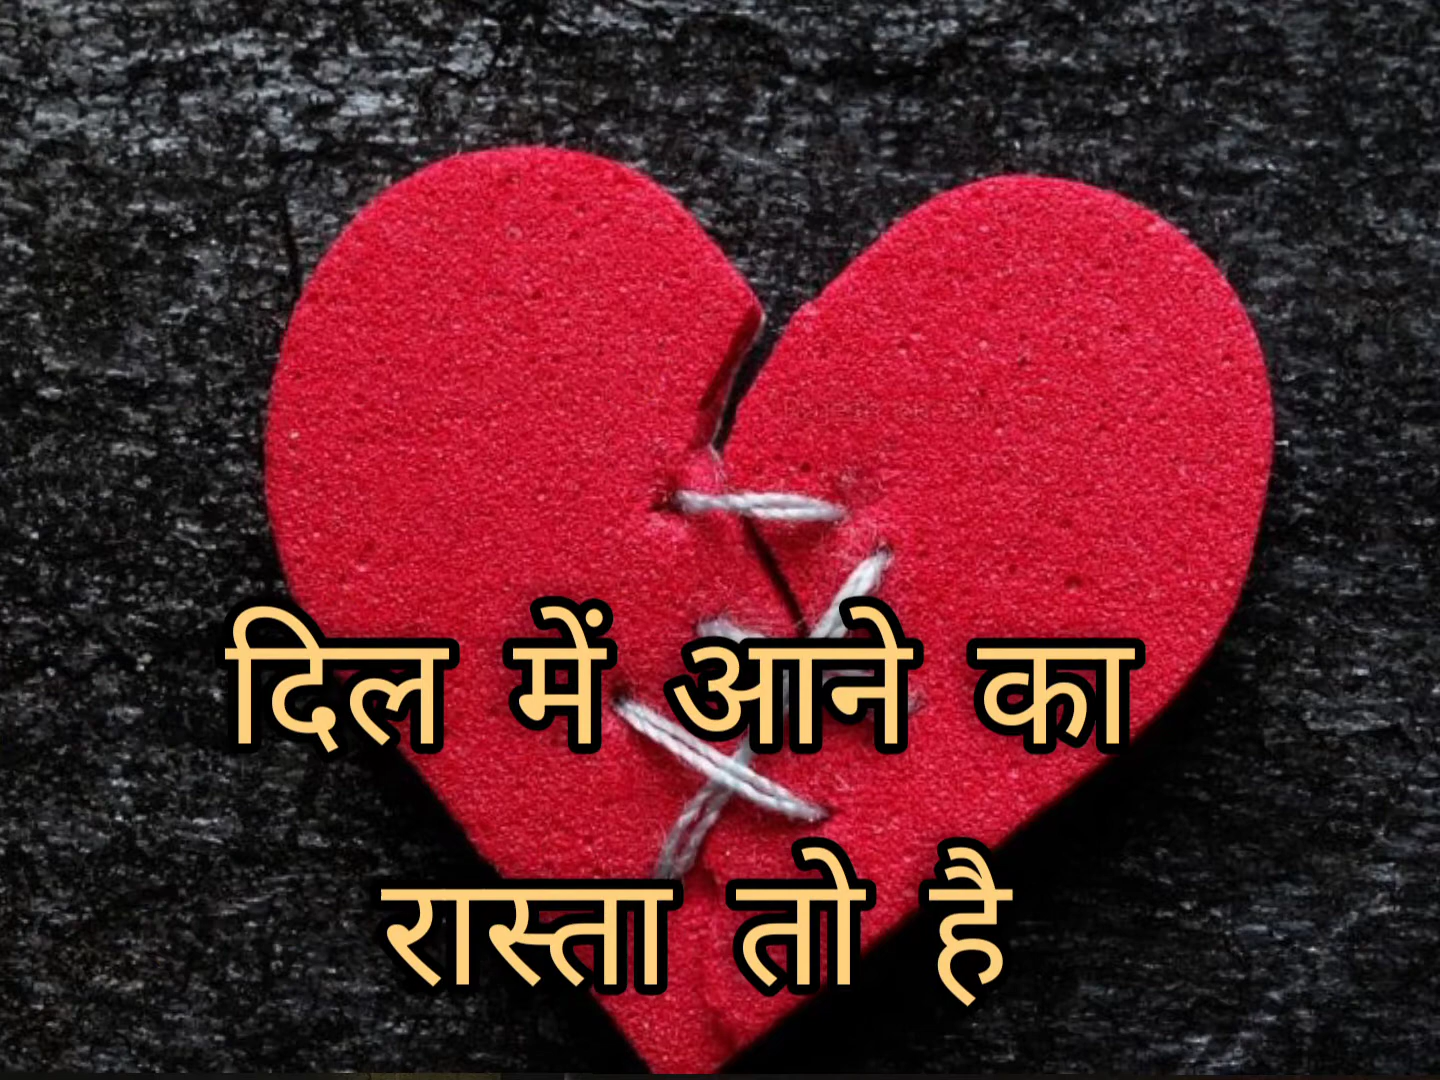 दिल में आने का
रास्ता तो है